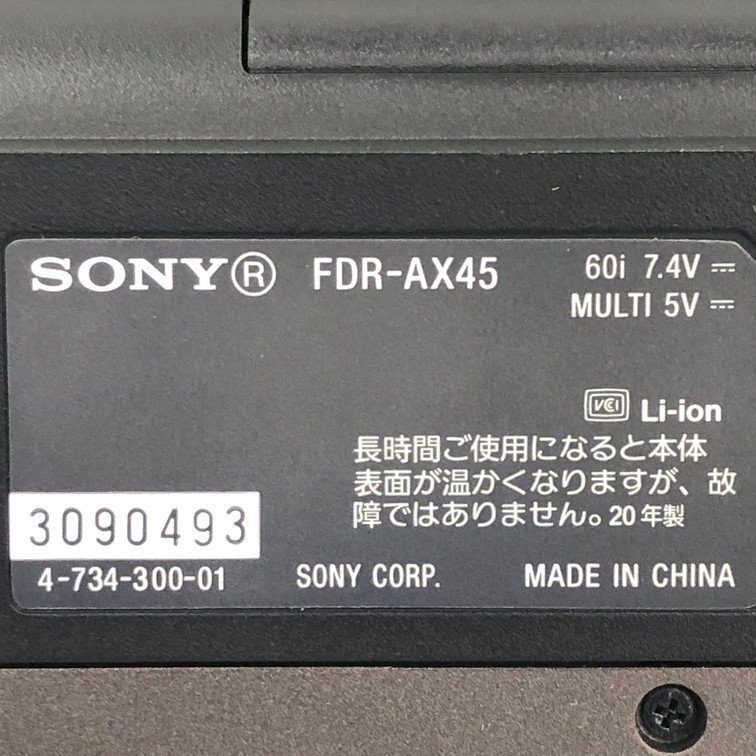 SONY® FDR-AX45 60i 7.4V ⎓
MULTI 5V ⎓
VCCI Li-ion
長時間ご使用になると本体
表面が温かくなりますが、故
障ではありません。20年製
3090493
4-734-300-01 SONY CORP. MADE IN CHINA